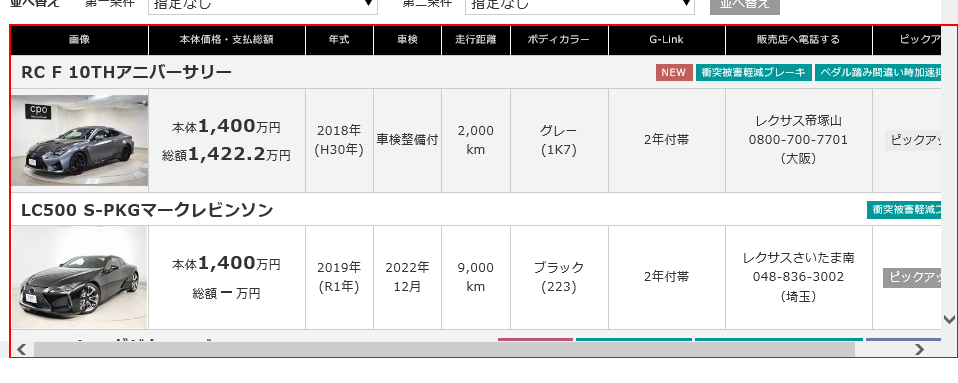 並べ替え 第一条件 指定なし 第二条件 指定なし 並べ替え
画像 本体価格・支払総額 年式 車検 走行距離 ボディカラー G-Link 販売店へ電話する ピックア
RC F 10THアニバーサリー NEW 衝突被害軽減ブレーキ ペダル踏み間違い時加速抑
cpo
本体1,400万円
総額1,422.2万円
2018年
(H30年)
車検整備付
2,000
km
グレー
(1K7)
2年付帯
レクサス帝塚山
0800-700-7701
（大阪）
ピックアッ
LC500 S-PKGマークレビンソン 衝突被害軽減ブ
本体1,400万円
総額 ー 万円
2019年
(R1年)
2022年
12月
9,000
km
ブラック
(223)
2年付帯
レクサスさいたま南
048-836-3002
（埼玉）
ピックアッ